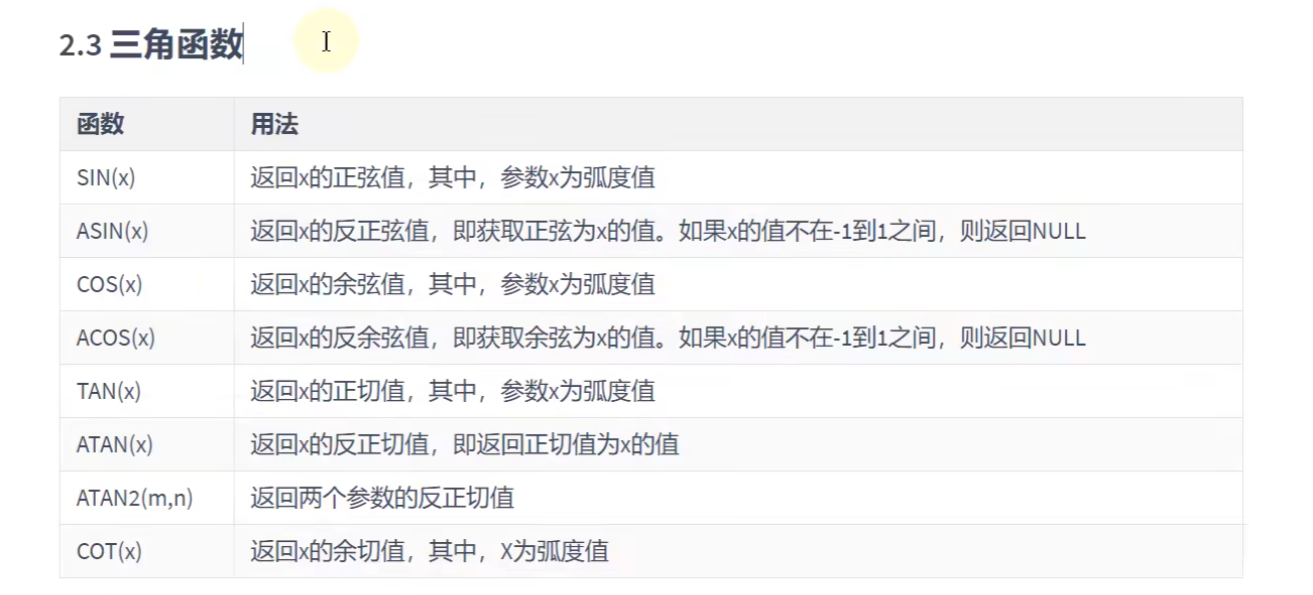 2.3 三角函数
函数 用法
SIN(x) 返回x的正弦值，其中，参数x为弧度值
ASIN(x) 返回x的反正弦值，即获取正弦为x的值。如果x的值不在-1到1之间，则返回NULL
COS(x) 返回x的余弦值，其中，参数x为弧度值
ACOS(x) 返回x的反余弦值，即获取余弦为x的值。如果x的值不在-1到1之间，则返回NULL
TAN(x) 返回x的正切值，其中，参数x为弧度值
ATAN(x) 返回x的反正切值，即返回正切值为x的值
ATAN2(m,n) 返回两个参数的反正切值
COT(x) 返回x的余切值，其中，X为弧度值